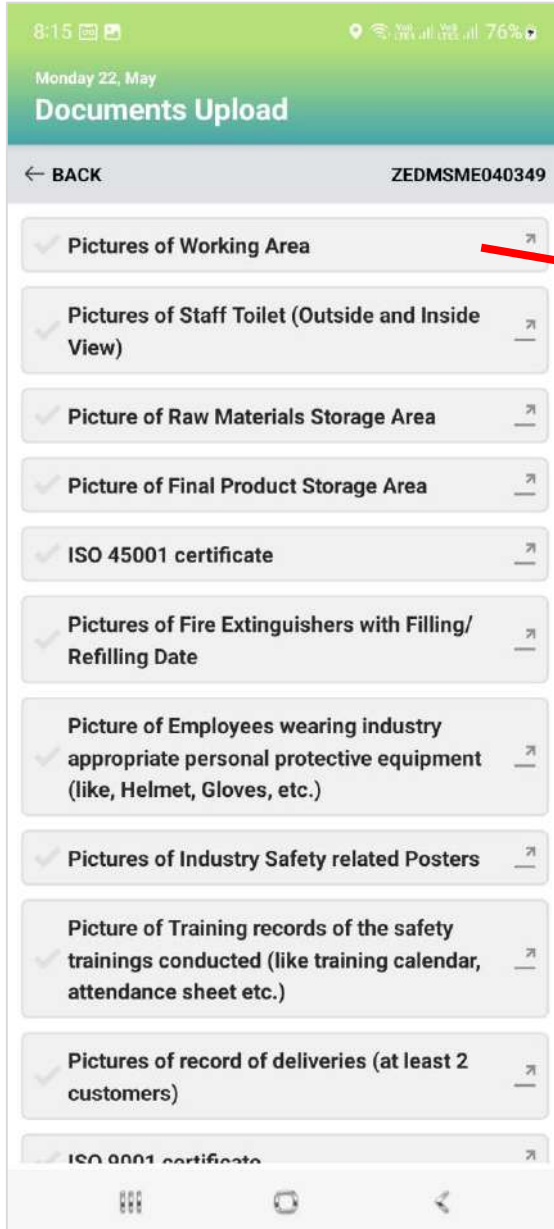 8:15 76%
Monday 22, May
Documents Upload
← BACK ZEDMSME040349
Pictures of Working Area
Pictures of Staff Toilet (Outside and Inside
View)
Picture of Raw Materials Storage Area
Picture of Final Product Storage Area
ISO 45001 certificate
Pictures of Fire Extinguishers with Filling/
Refilling Date
Picture of Employees wearing industry
appropriate personal protective equipment
(like, Helmet, Gloves, etc.)
Pictures of Industry Safety related Posters
Picture of Training records of the safety
trainings conducted (like training calendar,
attendance sheet etc.)
Pictures of record of deliveries (at least 2
customers)
ISO 9001 certificate